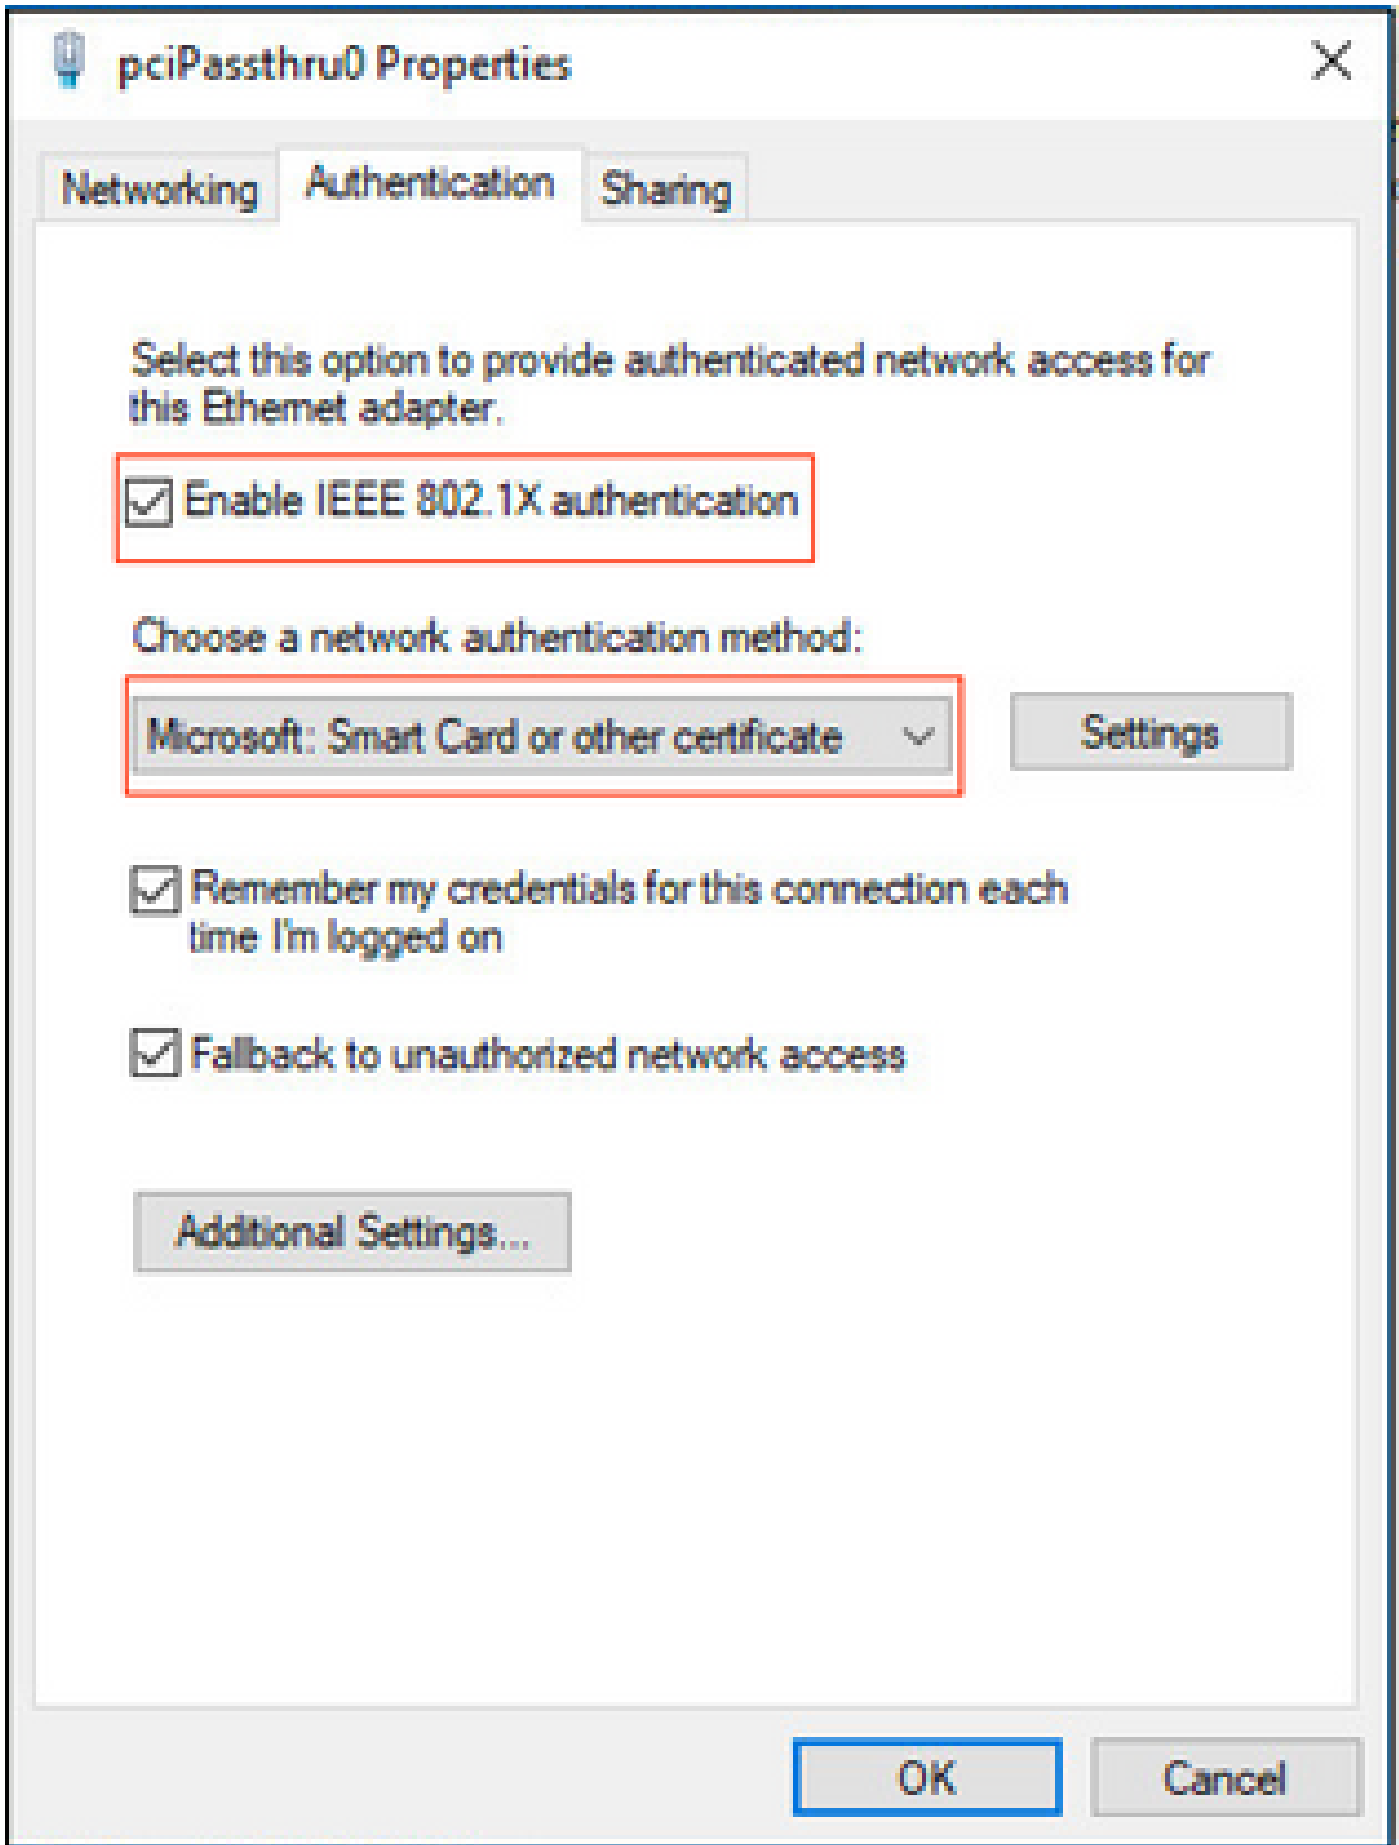 pciPassthru0 Properties
Networking
Authentication
Sharing
Select this option to provide authenticated network access for
this Ethernet adapter.
Enable IEEE 802.1X authentication
Choose a network authentication method:
Microsoft: Smart Card or other certificate
Settings
Remember my credentials for this connection each
time I'm logged on
Fallback to unauthorized network access
Additional Settings...
OK
Cancel